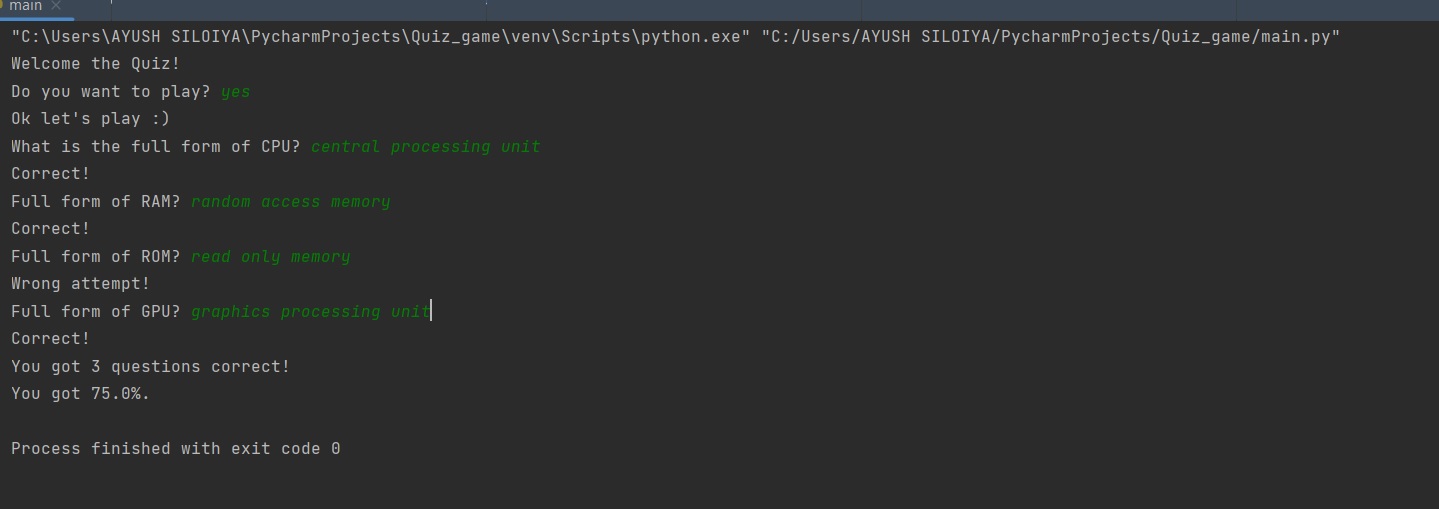 main
"C:\Users\AYUSH SILOIYA\PycharmProjects\Quiz_game\venv\Scripts\python.exe" "C:/Users/AYUSH SILOIYA/PycharmProjects/Quiz_game/main.py"
Welcome the Quiz!
Do you want to play? yes
Ok let's play :)
What is the full form of CPU? central processing unit
Correct!
Full form of RAM? random access memory
Correct!
Full form of ROM? read only memory
Wrong attempt!
Full form of GPU? graphics processing unit
Correct!
You got 3 questions correct!
You got 75.0%.
Process finished with exit code 0